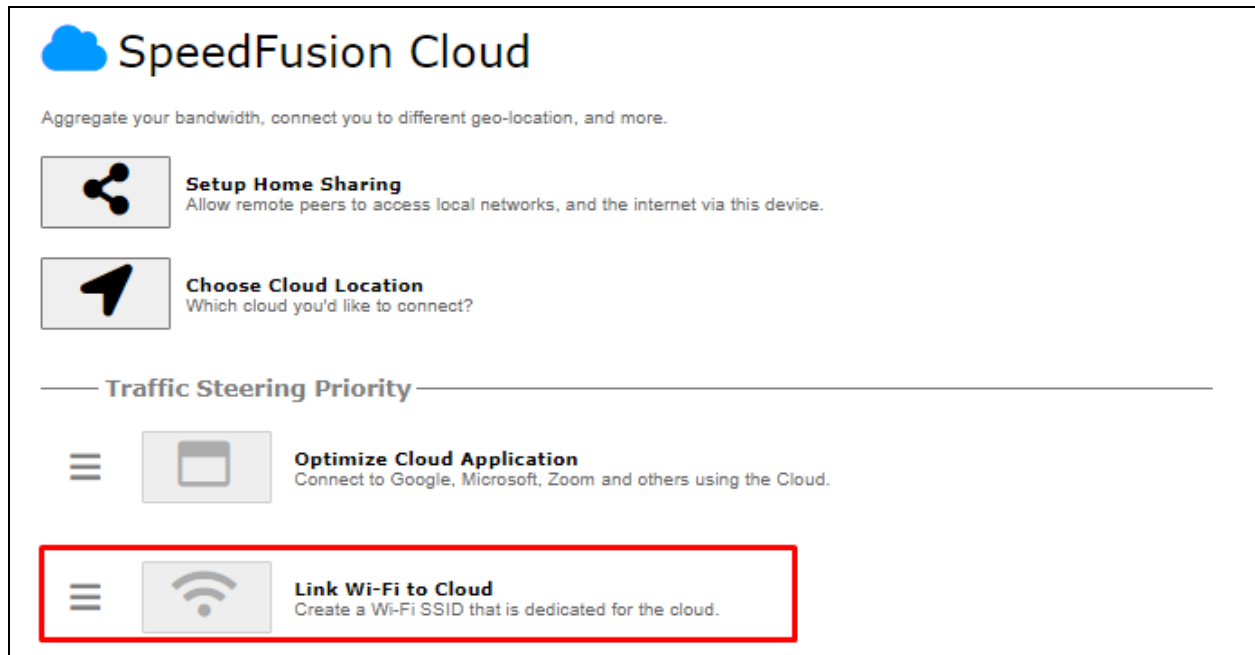 SpeedFusion Cloud
Aggregate your bandwidth, connect you to different geo-location, and more.
Setup Home Sharing
Allow remote peers to access local networks, and the internet via this device.
Choose Cloud Location
Which cloud you'd like to connect?
Traffic Steering Priority
Optimize Cloud Application
Connect to Google, Microsoft, Zoom and others using the Cloud.
Link Wi-Fi to Cloud
Create a Wi-Fi SSID that is dedicated for the cloud.